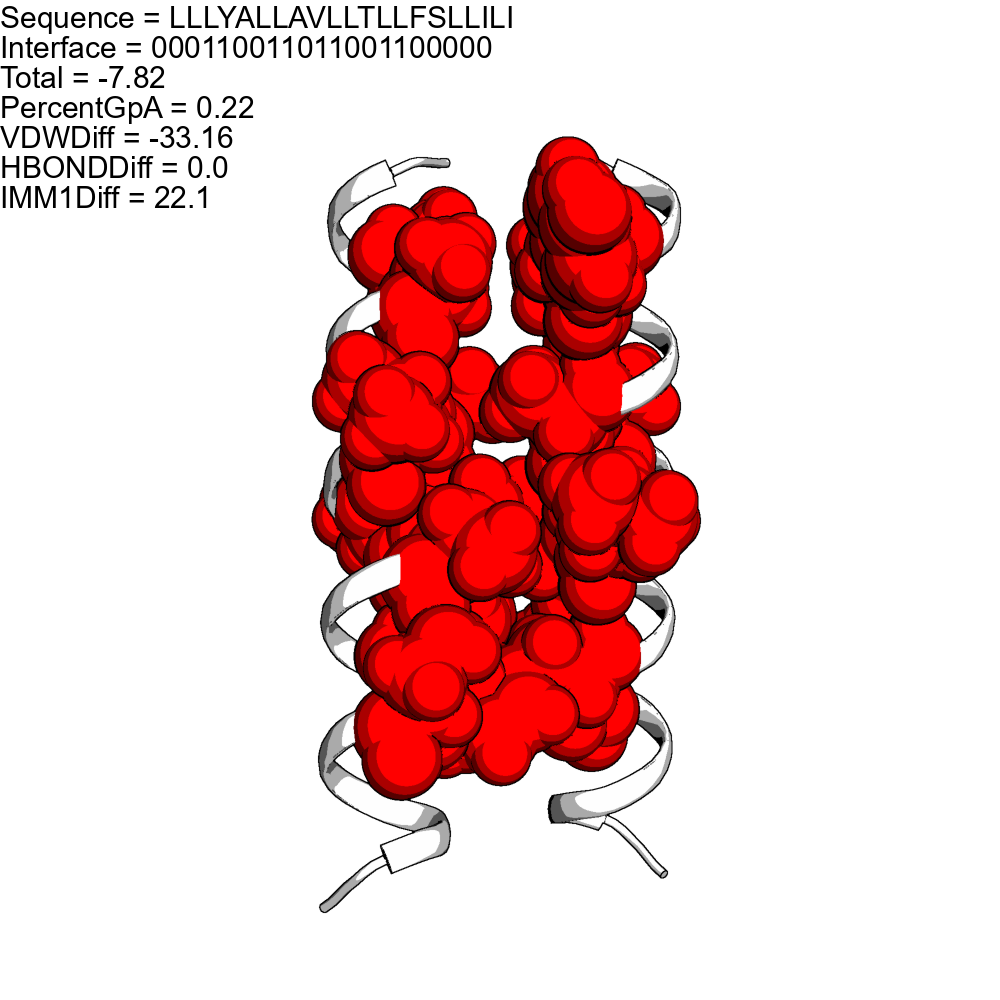 Sequence = LLLYALLAVLLTLLFSLLILI
Interface = 000110011011001100000
Total = -7.82
PercentGpA = 0.22
VDWDiff = -33.16
HBONDDiff = 0.0
IMM1Diff = 22.1